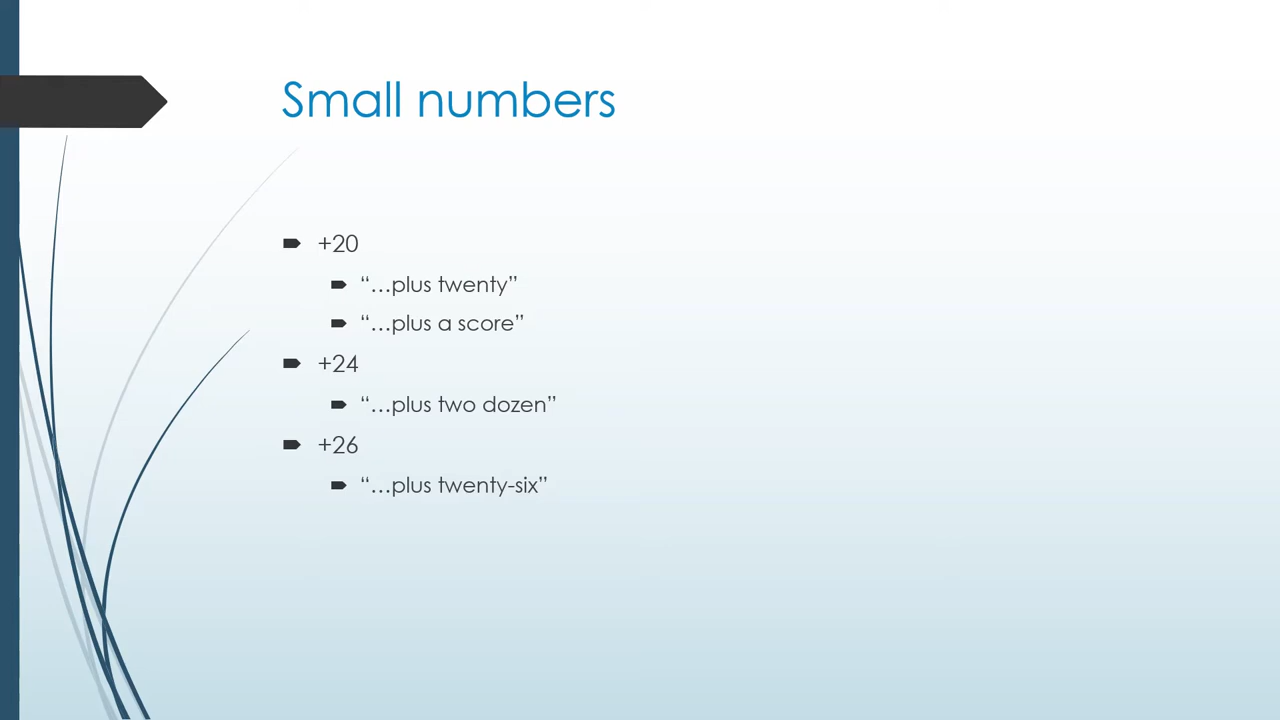 Small numbers
+20
“…plus twenty”
“…plus a score”
+24
“…plus two dozen”
+26
“…plus twenty-six”